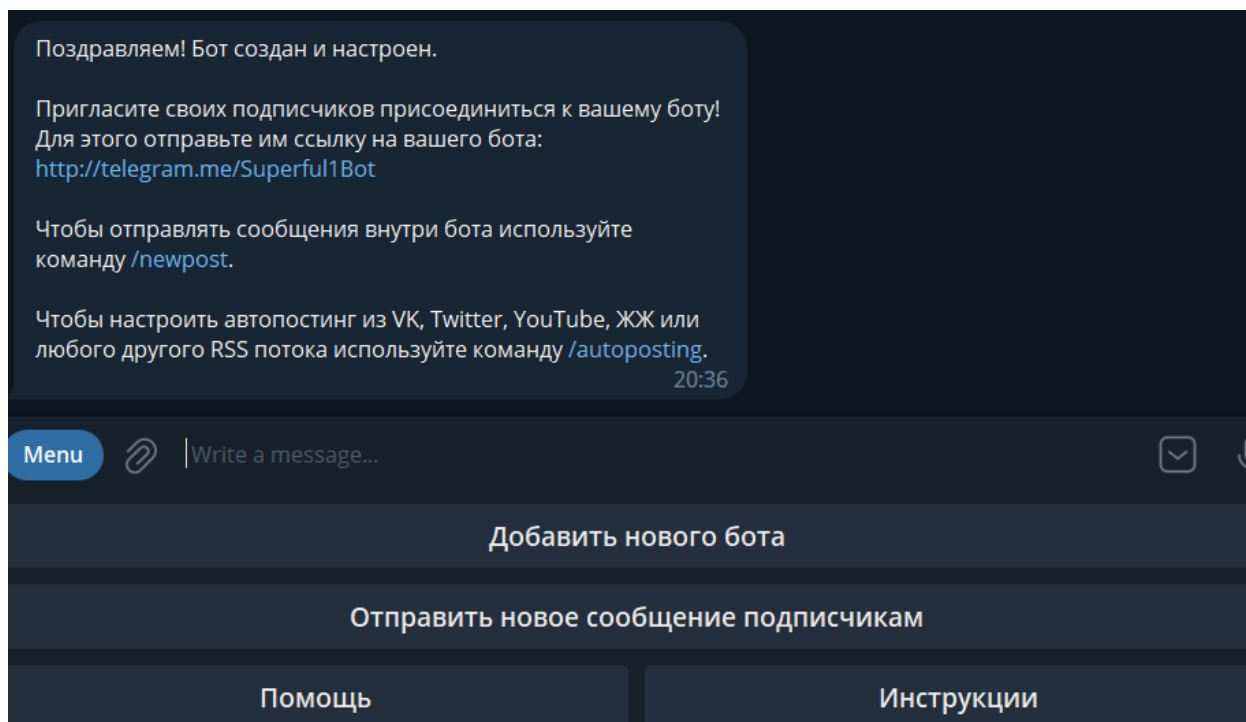 Поздравляем! Бот создан и настроен.
Пригласите своих подписчиков присоединиться к вашему боту!
Для этого отправьте им ссылку на вашего бота:
http://telegram.me/Superful1Bot
Чтобы отправлять сообщения внутри бота используйте
команду /newpost.
Чтобы настроить автопостинг из VK, Twitter, YouTube, ЖЖ или
любого другого RSS потока используйте команду /autoposting.
20:36
Menu
Write a message...
Добавить нового бота
Отправить новое сообщение подписчикам
Помощь
Инструкции